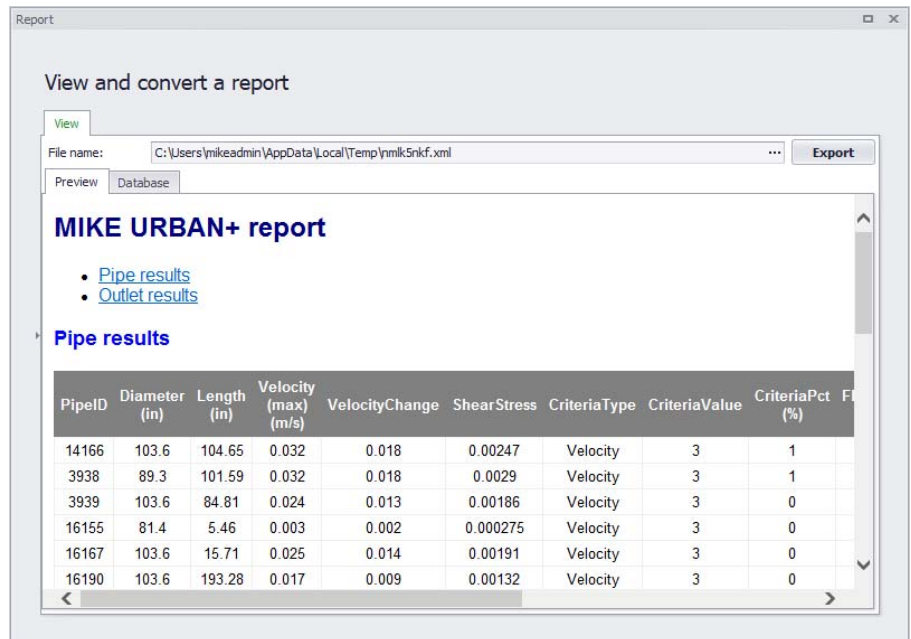 Report
View and convert a report
View
File name: C:\Users\mikeadmin\AppData\Local\Temp\nmlk5nkf.xml ... Export
Preview Database
MIKE URBAN+ report
• Pipe results
• Outlet results
Pipe results
PipeID Diameter (in) Length (in) Velocity (max) (m/s) VelocityChange ShearStress CriteriaType CriteriaValue CriteriaPct (%)
14166 103.6 104.65 0.032 0.018 0.00247 Velocity 3 1
3938 89.3 101.59 0.032 0.018 0.0029 Velocity 3 1
3939 103.6 84.81 0.024 0.013 0.00186 Velocity 3 0
16155 81.4 5.46 0.003 0.002 0.000275 Velocity 3 0
16167 103.6 15.71 0.025 0.014 0.00191 Velocity 3 0
16190 103.6 193.28 0.017 0.009 0.00132 Velocity 3 0